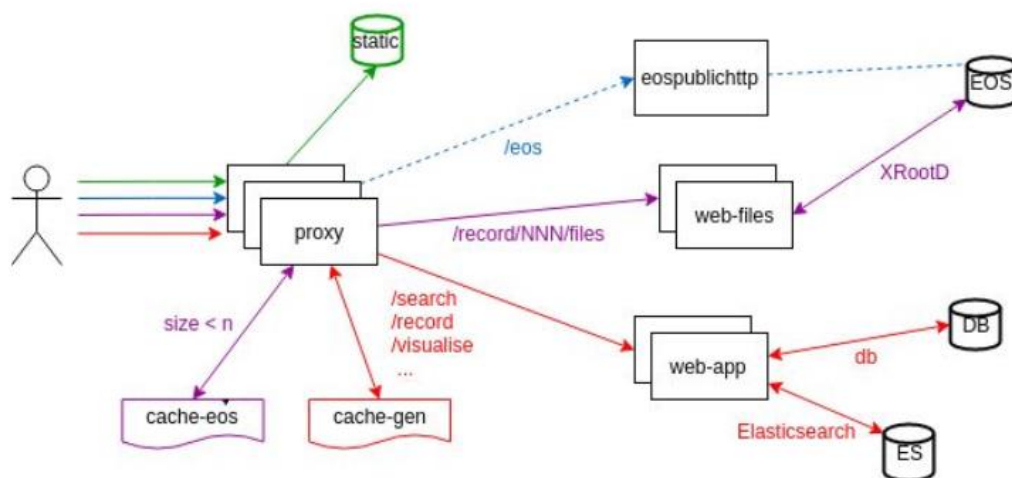 static
eospublichttp
EOS
/eos
XRootD
web-files
proxy
/record/NNN/files
/search
/record
/visualise
...
size < n
DB
web-app
db
cache-eos
cache-gen
Elasticsearch
ES